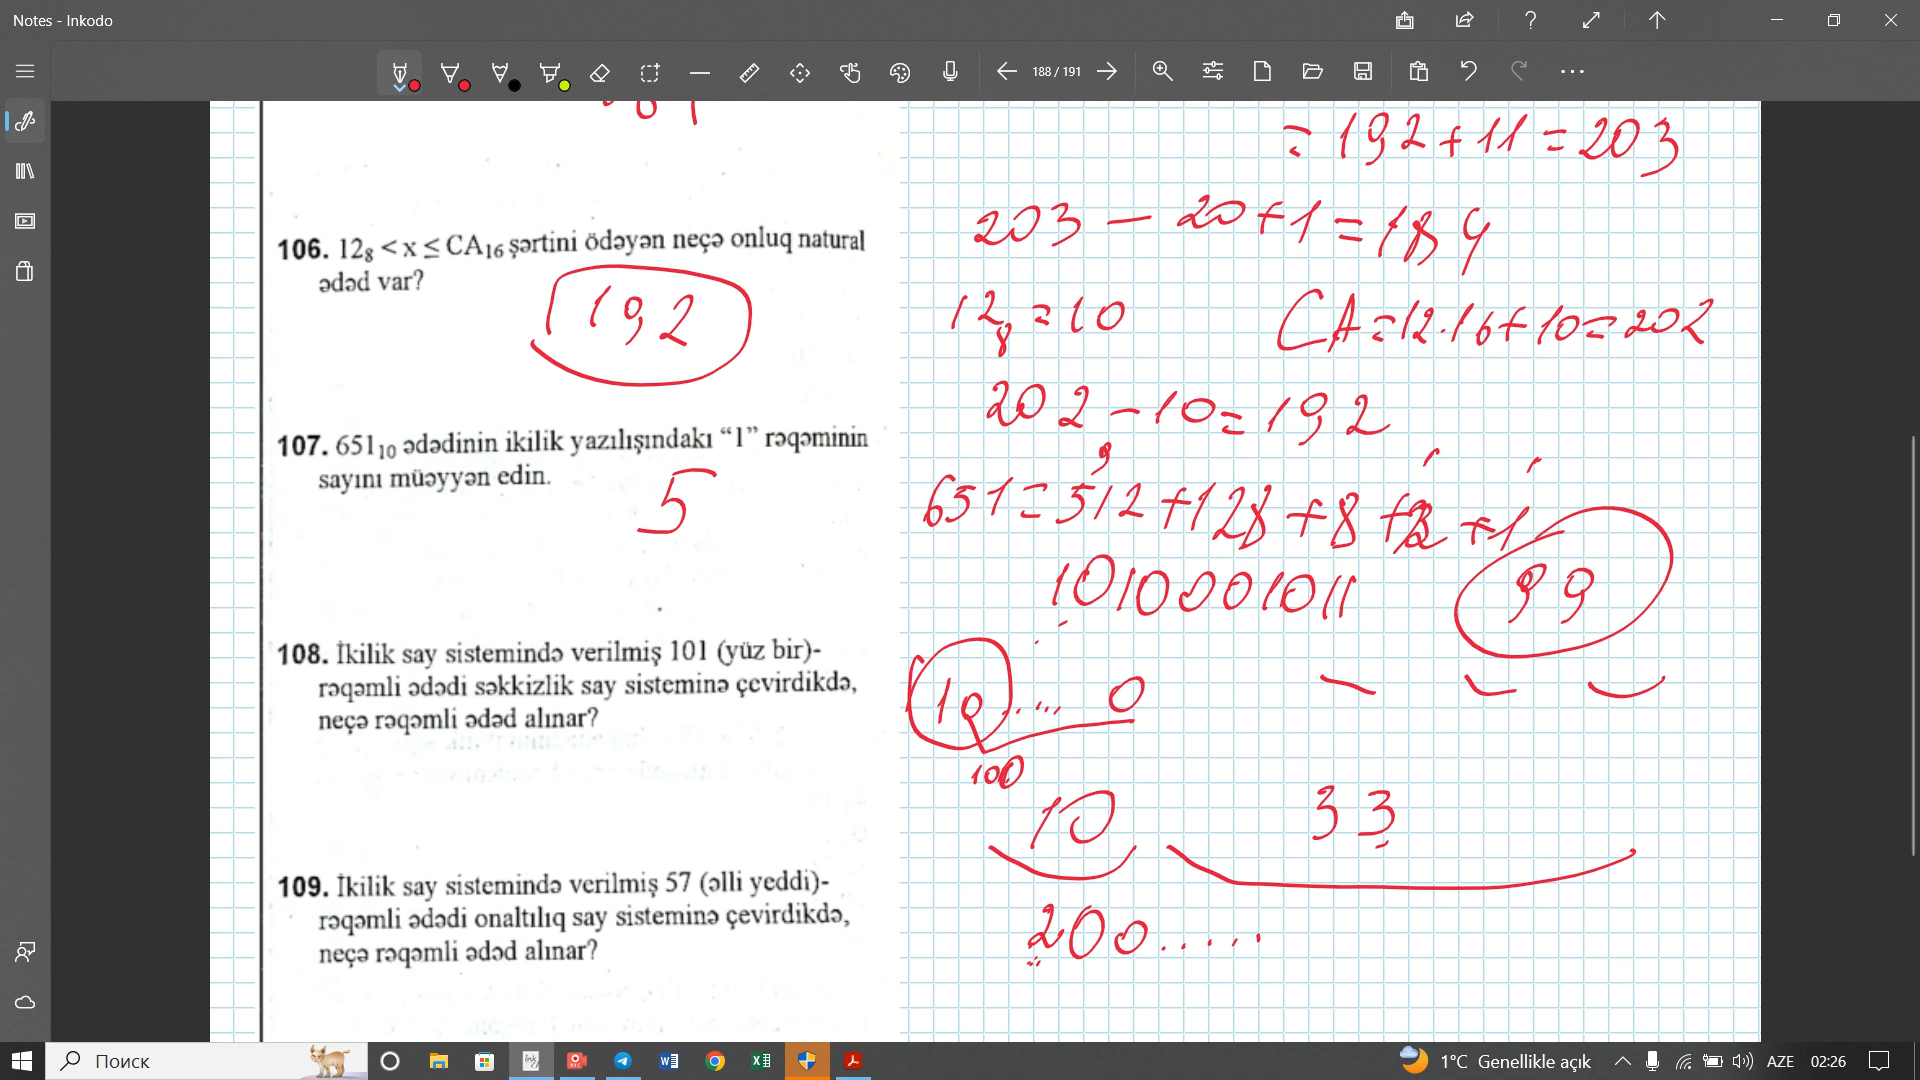 Notes - Inkodo
188 / 191
= 192 + 11 = 203
203 - 20 + 1 = 184
106. 12₈ < x ≤ CA₁₆ şərtini ödəyən neçə onluq natural
ədəd var?
192
12₈ = 10
CA = 12·16 + 10 = 202
202 - 10 = 192
107. 651₁₀ ədədinin ikilik yazılışındakı “1” rəqəminin
sayını müəyyən edin.
5
9
651 = 512 + 128 + 8 + 2 + 1
1010001011
99
108. İkilik say sistemində verilmiş 101 (yüz bir)-
rəqəmli ədədi səkkizlik say sisteminə çevirdikdə,
neçə rəqəmli ədəd alınar?
10..... 0
100
10
33
109. İkilik say sistemində verilmiş 57 (əlli yeddi)-
rəqəmli ədədi onaltılıq say sisteminə çevirdikdə,
neçə rəqəmli ədəd alınar?
200.....
Поиск
1°C Genellikle açık
AZE
02:26